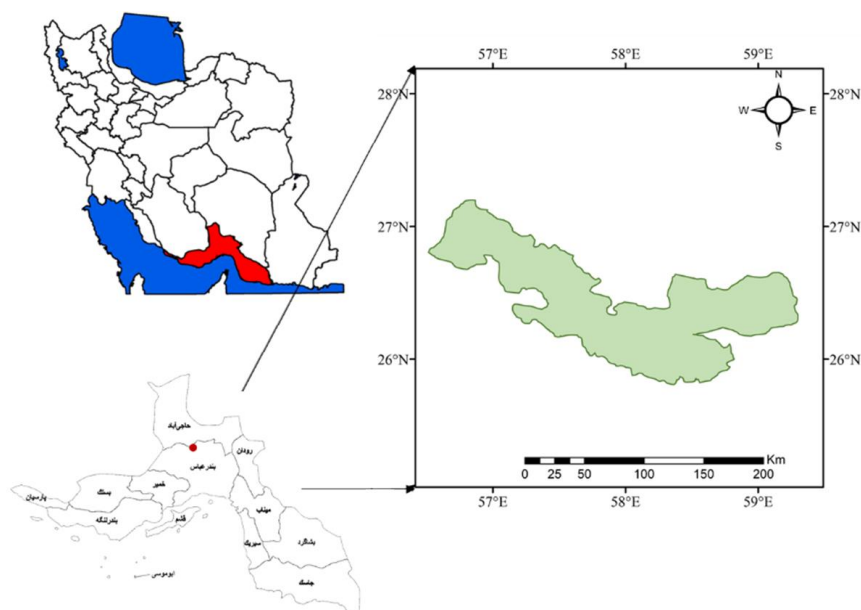 57°E
58°E
59°E
28°N
28°N
N
W
E
S
27°N
27°N
26°N
26°N
Km
0 25 50 100 150 200
57°E
58°E
59°E
حاجی‌آباد
رودان
بندرعباس
خمیر
بستک
پارسیان
میناب
بندرلنگه
قشم
بشاگرد
سیریک
ابوموسی
جاسک